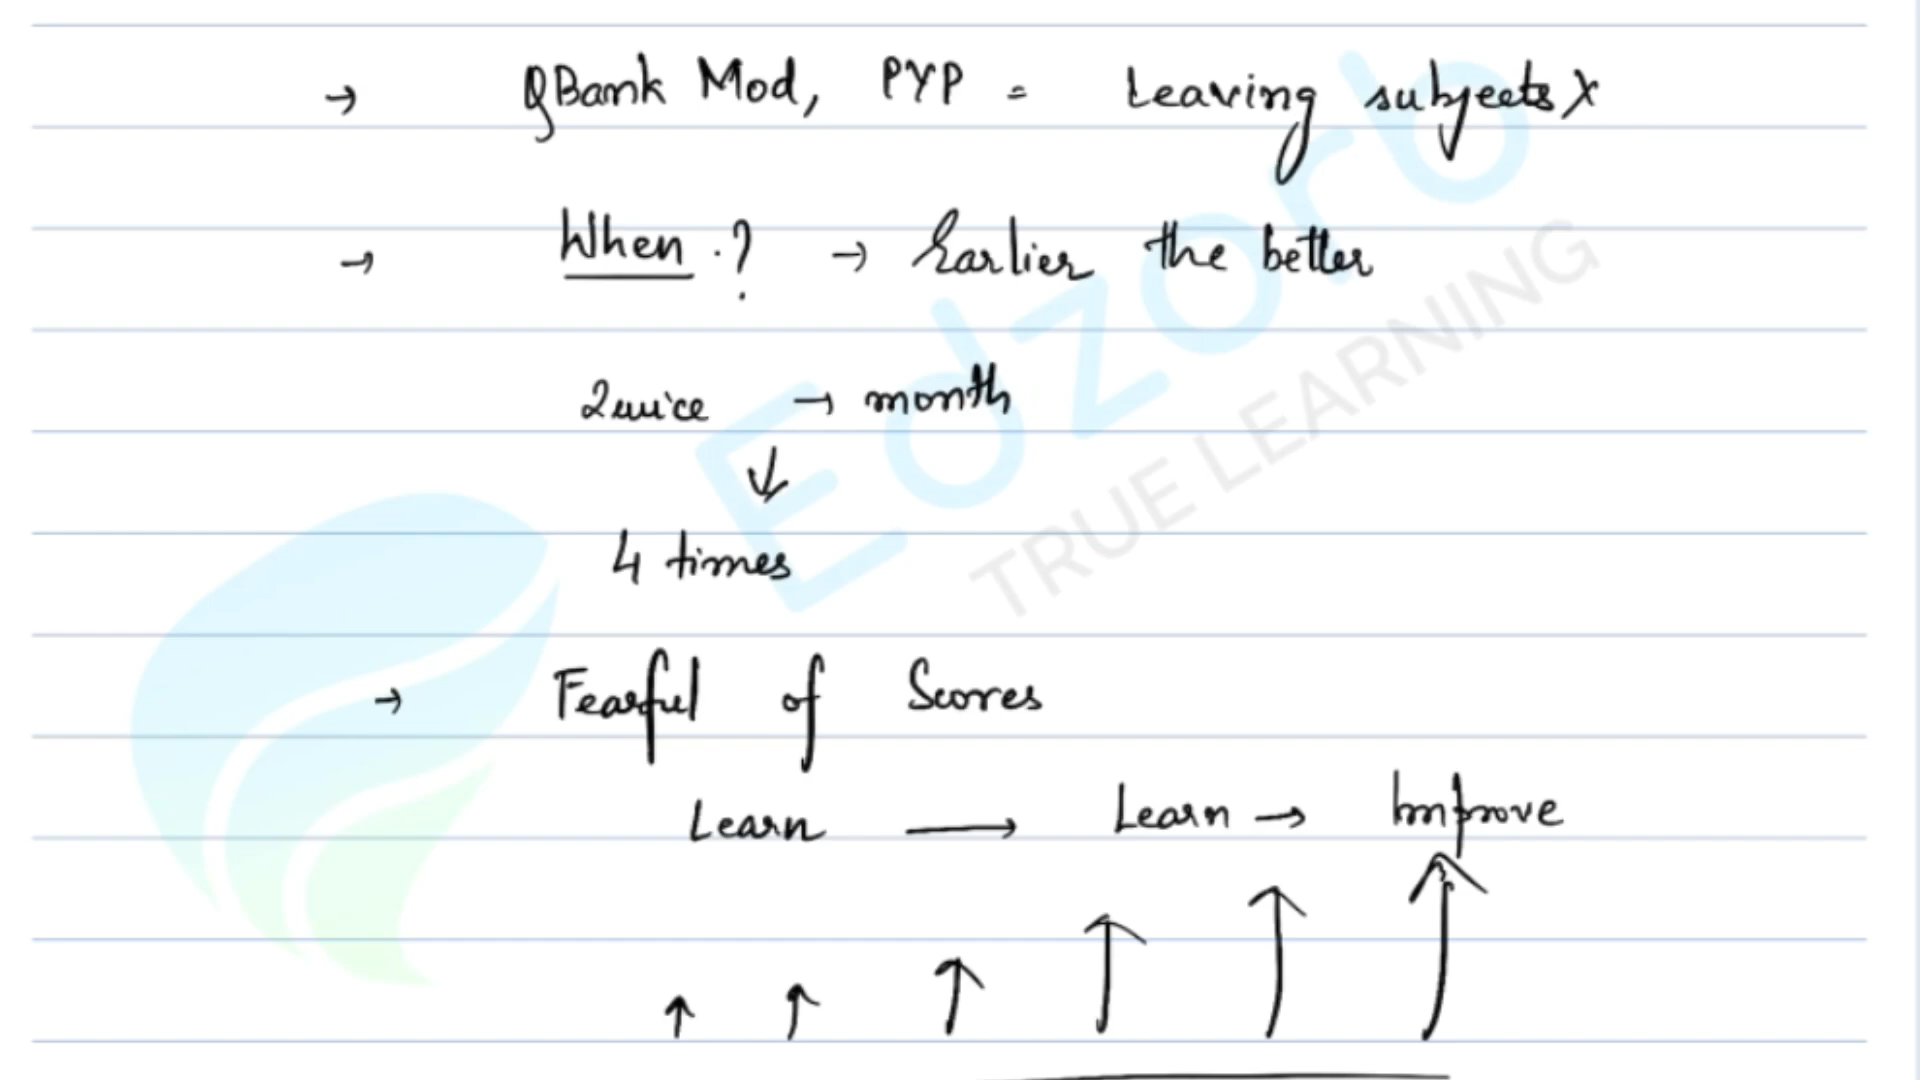 → QBank Mod, PYP = Leaving subjects X
→ When ? → Earlier the better
2wice → month
↓
4 times
→ Fearful of Scores
Learn → Learn → Improve
↑ ↑ ↑ ↑ ↑ ↑
Edzorb
TRUE LEARNING